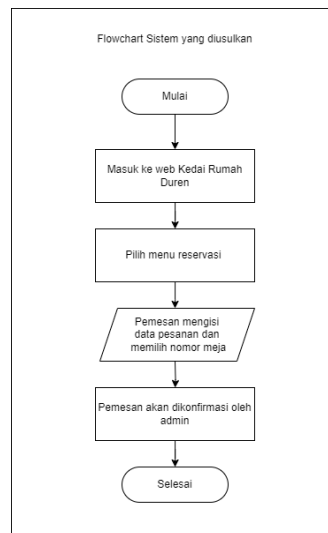 Flowchart Sistem yang diusulkan
Mulai
Masuk ke web Kedai Rumah
Duren
Pilih menu reservasi
Pemesan mengisi
data pesanan dan
memilih nomor meja
Pemesan akan dikonfirmasi oleh
admin
Selesai